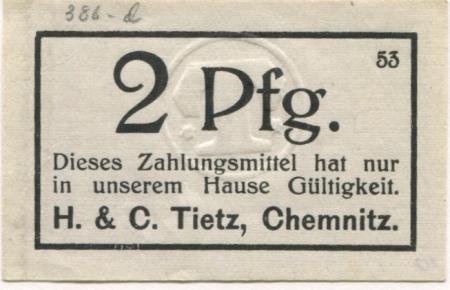 386-d
53
2 Pfg.
Dieses Zahlungsmittel hat nur
in unserem Hause Gültigkeit.
H. & C. Tietz, Chemnitz.